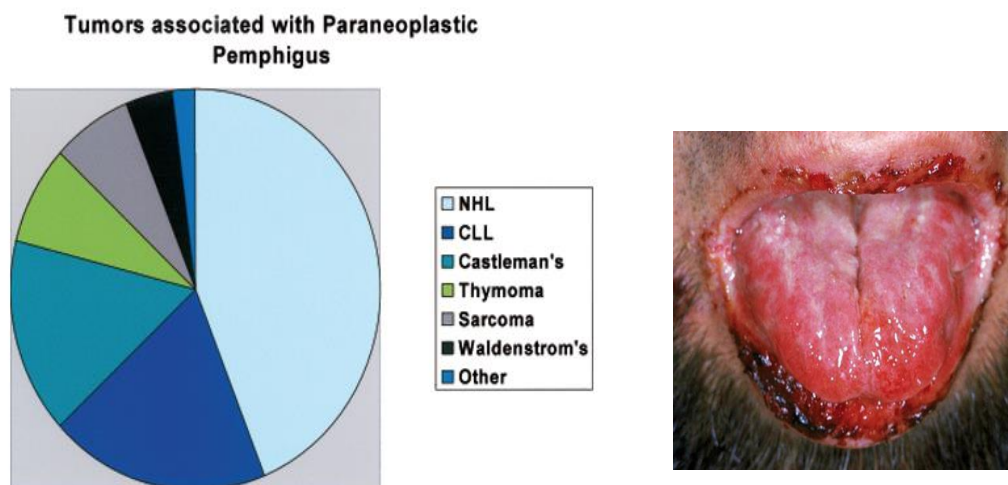 Tumors associated with Paraneoplastic
Pemphigus
NHL
CLL
Castleman's
Thymoma
Sarcoma
Waldenstrom's
Other